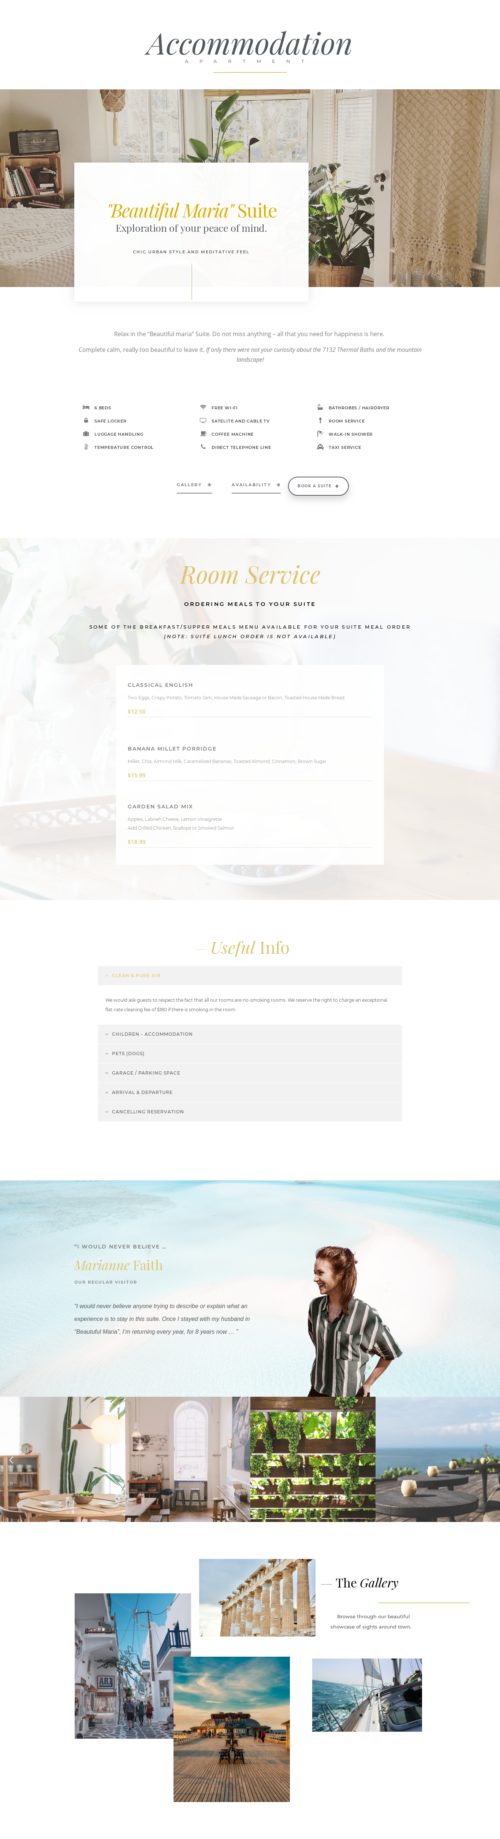 Accommodation
APARTMENT
"Beautiful Maria" Suite
Exploration of your peace of mind.
CHIC URBAN STYLE AND MEDITATIVE FEEL
Relax in the "Beautiful maria" Suite. Do not miss anything – all that you need for happiness is here.
Complete calm, really too beautiful to leave it. If only there were not your curiosity about the 7132 Thermal Baths and the mountain
landscape!
6 BEDS
FREE WI-FI
BATHROBES / HAIRDRYER
SAFE LOCKER
SATELITE AND CABLE TV
ROOM SERVICE
LUGGAGE HANDLING
COFFEE MACHINE
WALK-IN SHOWER
TEMPERATURE CONTROL
DIRECT TELEPHONE LINE
TAXI SERVICE
GALLERY
AVAILABILITY
BOOK A SUITE
Room Service
ORDERING MEALS TO YOUR SUITE
SOME OF THE BREAKFAST/SUPPER MEALS MENU AVAILABLE FOR YOUR SUITE MEAL ORDER
(NOTE: SUITE LUNCH ORDER IS NOT AVAILABLE)
CLASSICAL ENGLISH
Two Eggs, Crispy Potato, Tomato Jam, House Made Sausage or Bacon, Toasted House Made Bread
$12.50
BANANA MILLET PORRIDGE
Millet, Chia, Almond Milk, Caramelized Bananas, Toasted Almond, Cinnamon, Brown Sugar
$15.95
GARDEN SALAD MIX
Apples, Labneh Cheese, Lemon Vinaigrette
Add Grilled Chicken, Scallops or Smoked Salmon
$18.95
— Useful Info
CLEAN & PURE AIR
We would ask guests to respect the fact that all our rooms are no-smoking rooms. We reserve the right to charge an exceptional
flat-rate cleaning fee of $180 if there is smoking in the room
CHILDREN - ACCOMMODATION
PETS (DOGS)
GARAGE / PARKING SPACE
ARRIVAL & DEPARTURE
CANCELLING RESERVATION
"I WOULD NEVER BELIEVE ...
Marianne Faith
OUR REGULAR VISITOR
"I would never believe anyone trying to describe or explain what an
experience is to stay in this suite. Once I stayed with my husband in
"Beautuful Maria", I'm returning every year, for 8 years now … "
— The Gallery
Browse through our beautiful
showcase of sights around town.